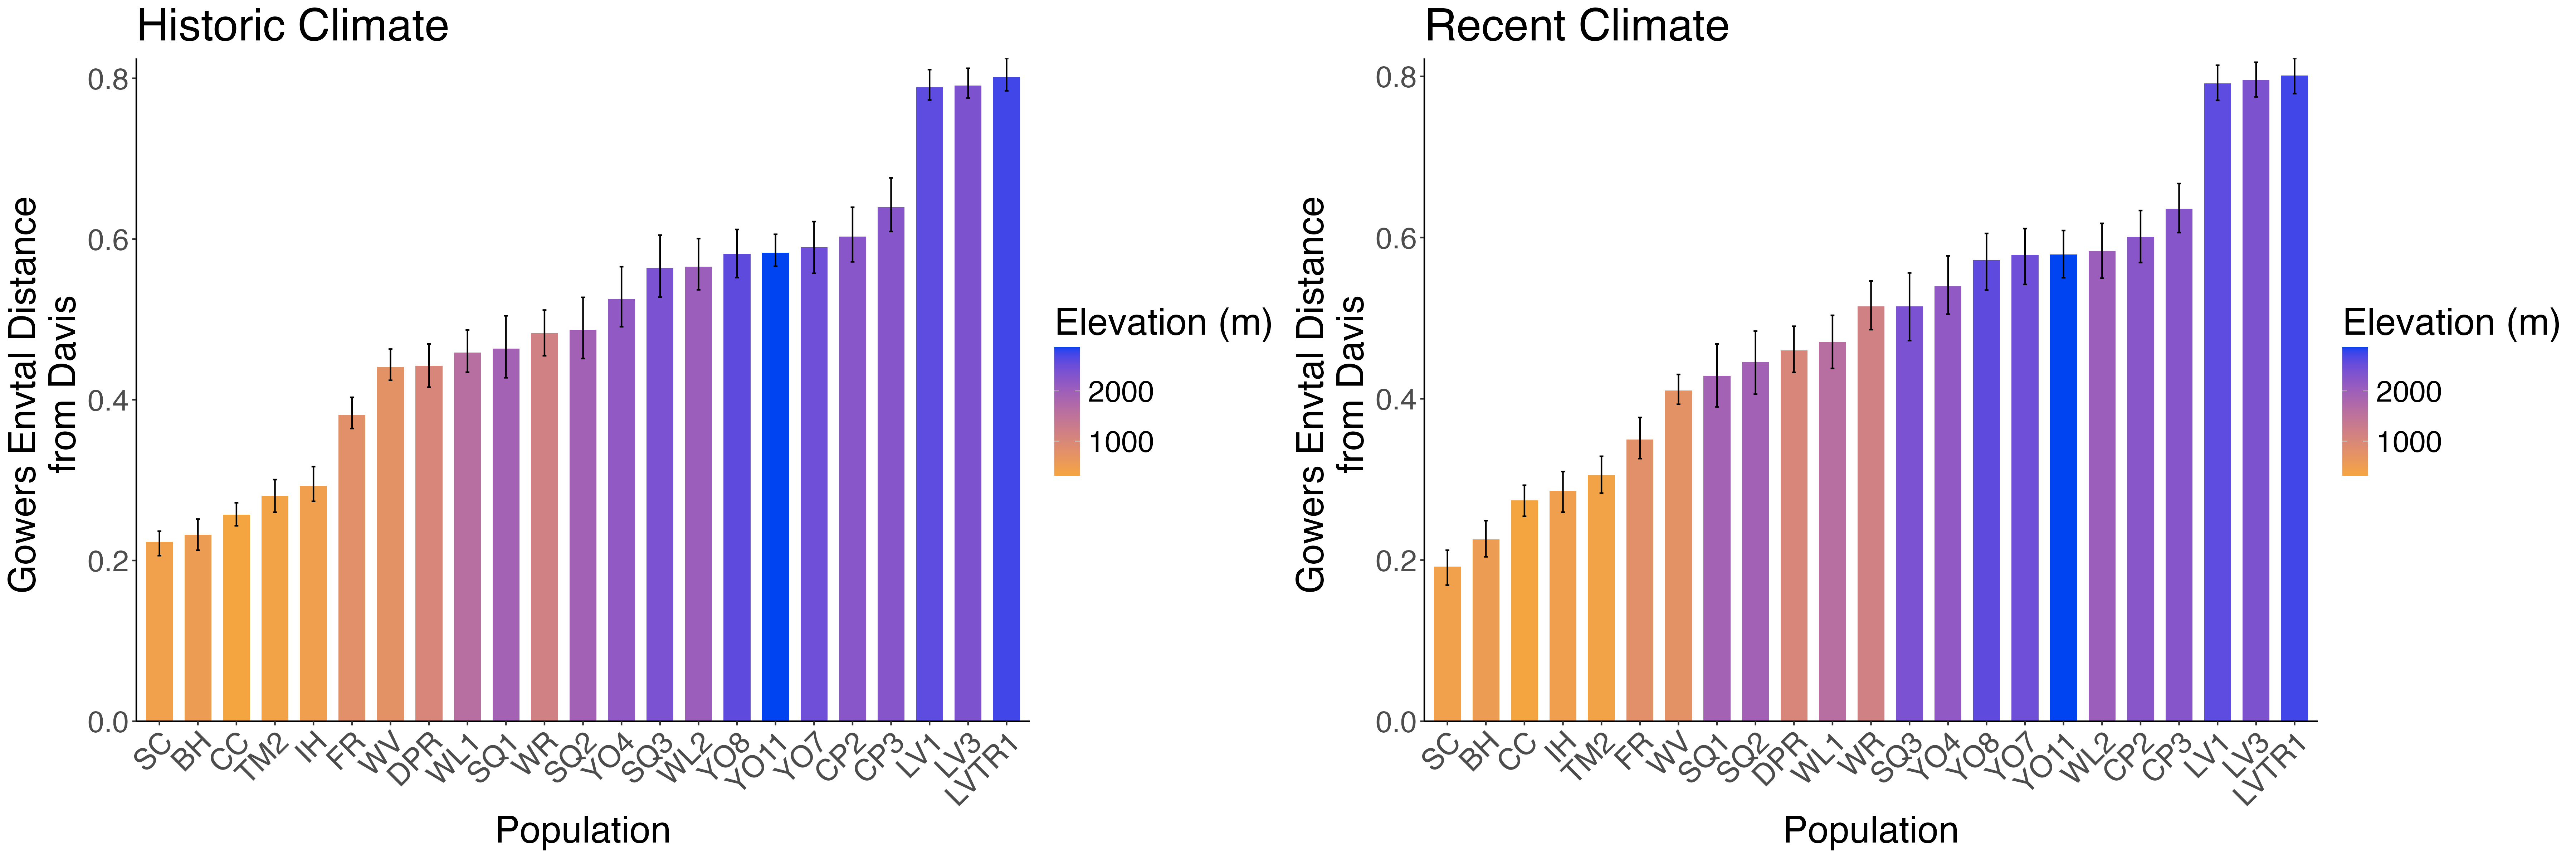 Historic Climate
Gowers Envtal Distance
from Davis
0.8
0.6
0.4
0.2
0.0
SC
BH
CC
TM2
IH
FR
WV
DPR
WL1
SQ1
WR
SQ2
YO4
SQ3
WL2
YO8
YO11
YO7
CP2
CP3
LV1
LV3
LVTR1
Population
Elevation (m)
2000
1000
Recent Climate
Gowers Envtal Distance
from Davis
0.8
0.6
0.4
0.2
0.0
SC
BH
CC
IH
TM2
FR
WV
SQ1
SQ2
DPR
WL1
WR
SQ3
YO4
YO8
YO7
YO11
WL2
CP2
CP3
LV1
LV3
LVTR1
Population
Elevation (m)
2000
1000